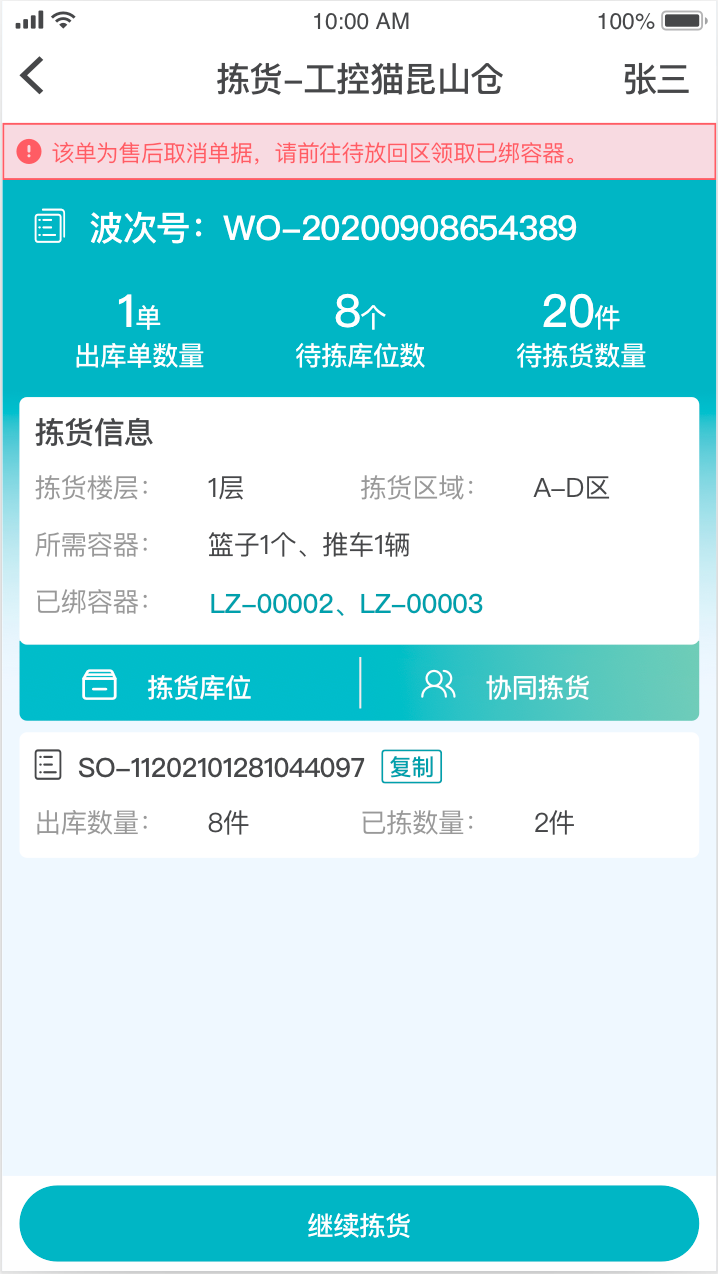 10:00 AM 100%
拣货-工控猫昆山仓 张三
该单为售后取消单据，请前往待放回区领取已绑容器。
波次号：WO-20200908654389
1单 8个 20件
出库单数量 待拣库位数 待拣货数量
拣货信息
拣货楼层： 1层 拣货区域： A-D区
所需容器： 篮子1个、推车1辆
已绑容器： LZ-00002、LZ-00003
拣货库位 协同拣货
SO-11202101281044097 复制
出库数量： 8件 已拣数量： 2件
继续拣货